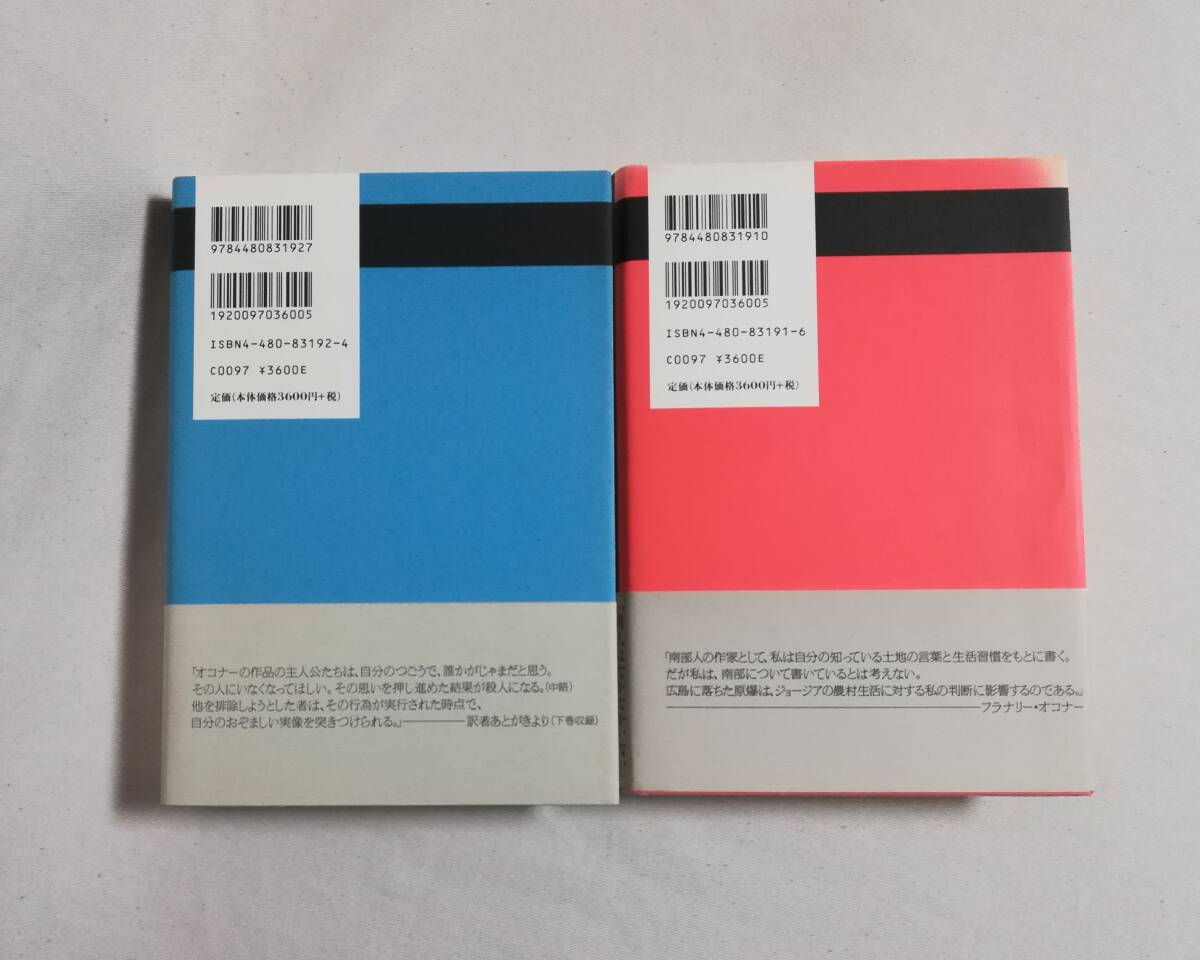 9784480831927
1920097036005
ISBN4-480-83192-4
C0097 ¥3600E
定価(本体価格3600円+税)
「オコナーの作品の主人公たちは、自分のつごうで、誰かがじゃまだと思う。
その人にいなくなってほしい。その思いを押し進めた結果が殺人になる。(中略)
他を排除しようとした者は、その行為が実行された時点で、
自分のおぞましい実像を突きつけられる。」――――訳者あとがきより(下巻収録)
9784480831910
1920097036005
ISBN4-480-83191-6
C0097 ¥3600E
定価(本体価格3600円+税)
「南部人の作家として、私は自分の知っている土地の言葉と生活習慣をもとに書く。
だが私は、南部について書いているとは考えない。
広島に落ちた原爆は、ジョージアの農村生活に対する私の判断に影響するのである。」
――――フラナリー・オコナー